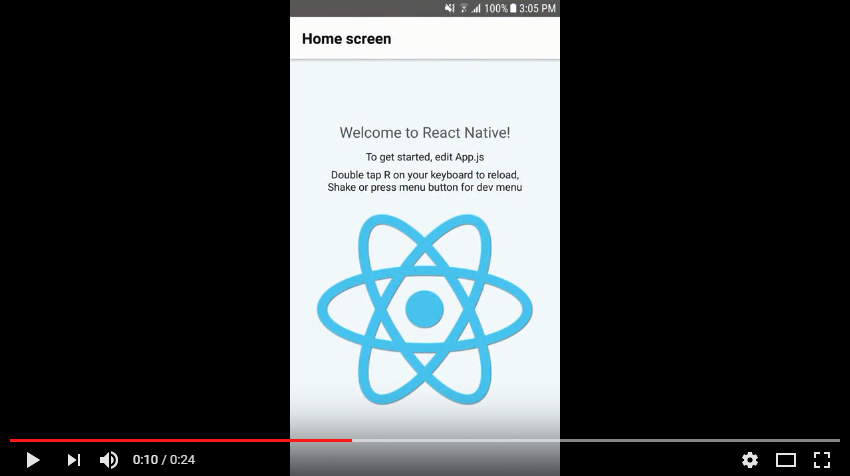 100% 3:05 PM
Home screen
Welcome to React Native!
To get started, edit App.js
Double tap R on your keyboard to reload,
Shake or press menu button for dev menu
0:10 / 0:24